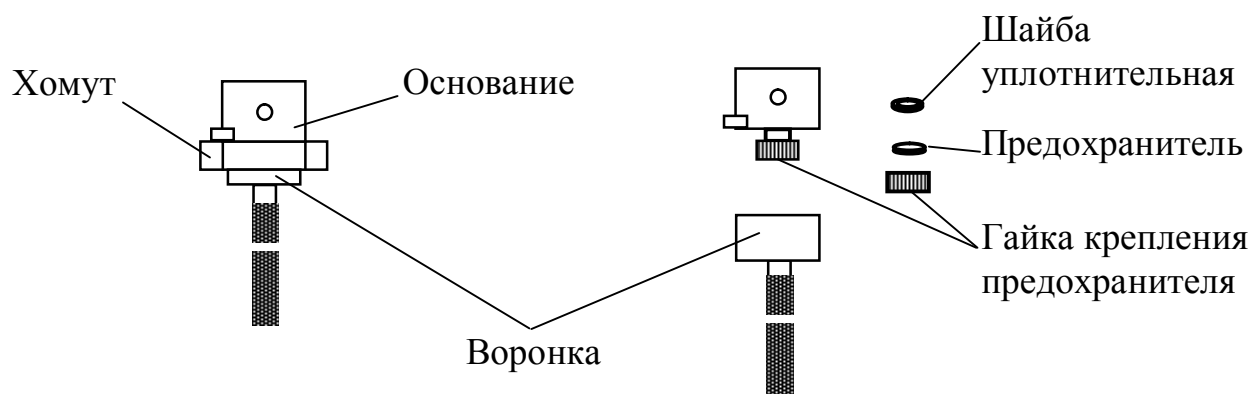 Хомут
Основание
Воронка
Шайба
уплотнительная
Предохранитель
Гайка крепления
предохранителя